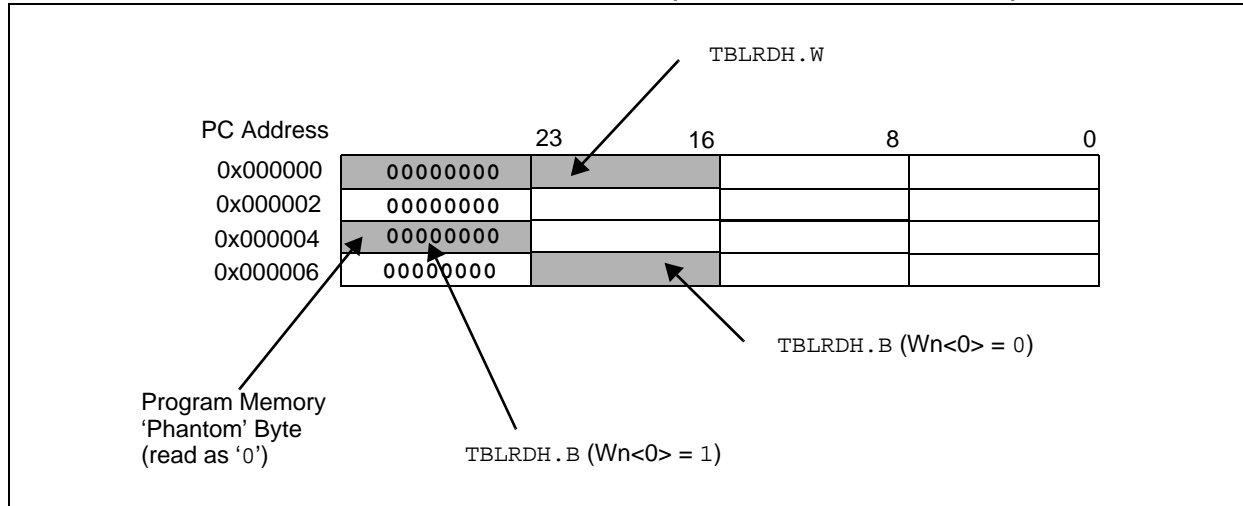 TBLRDH.W
PC Address
23 16 8 0
0x000000 00000000
0x000002 00000000
0x000004 00000000
0x000006 00000000
TBLRDH.B (Wn<0> = 0)
Program Memory
‘Phantom’ Byte
(read as ‘0’)
TBLRDH.B (Wn<0> = 1)